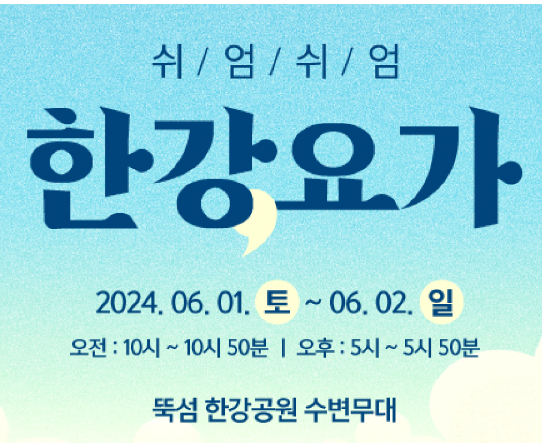 쉬 / 엄 / 쉬 / 엄
한강요가
2024. 06. 01. 토 ~ 06. 02. 일
오전 : 10시 ~ 10시 50분 | 오후 : 5시 ~ 5시 50분
뚝섬 한강공원 수변무대